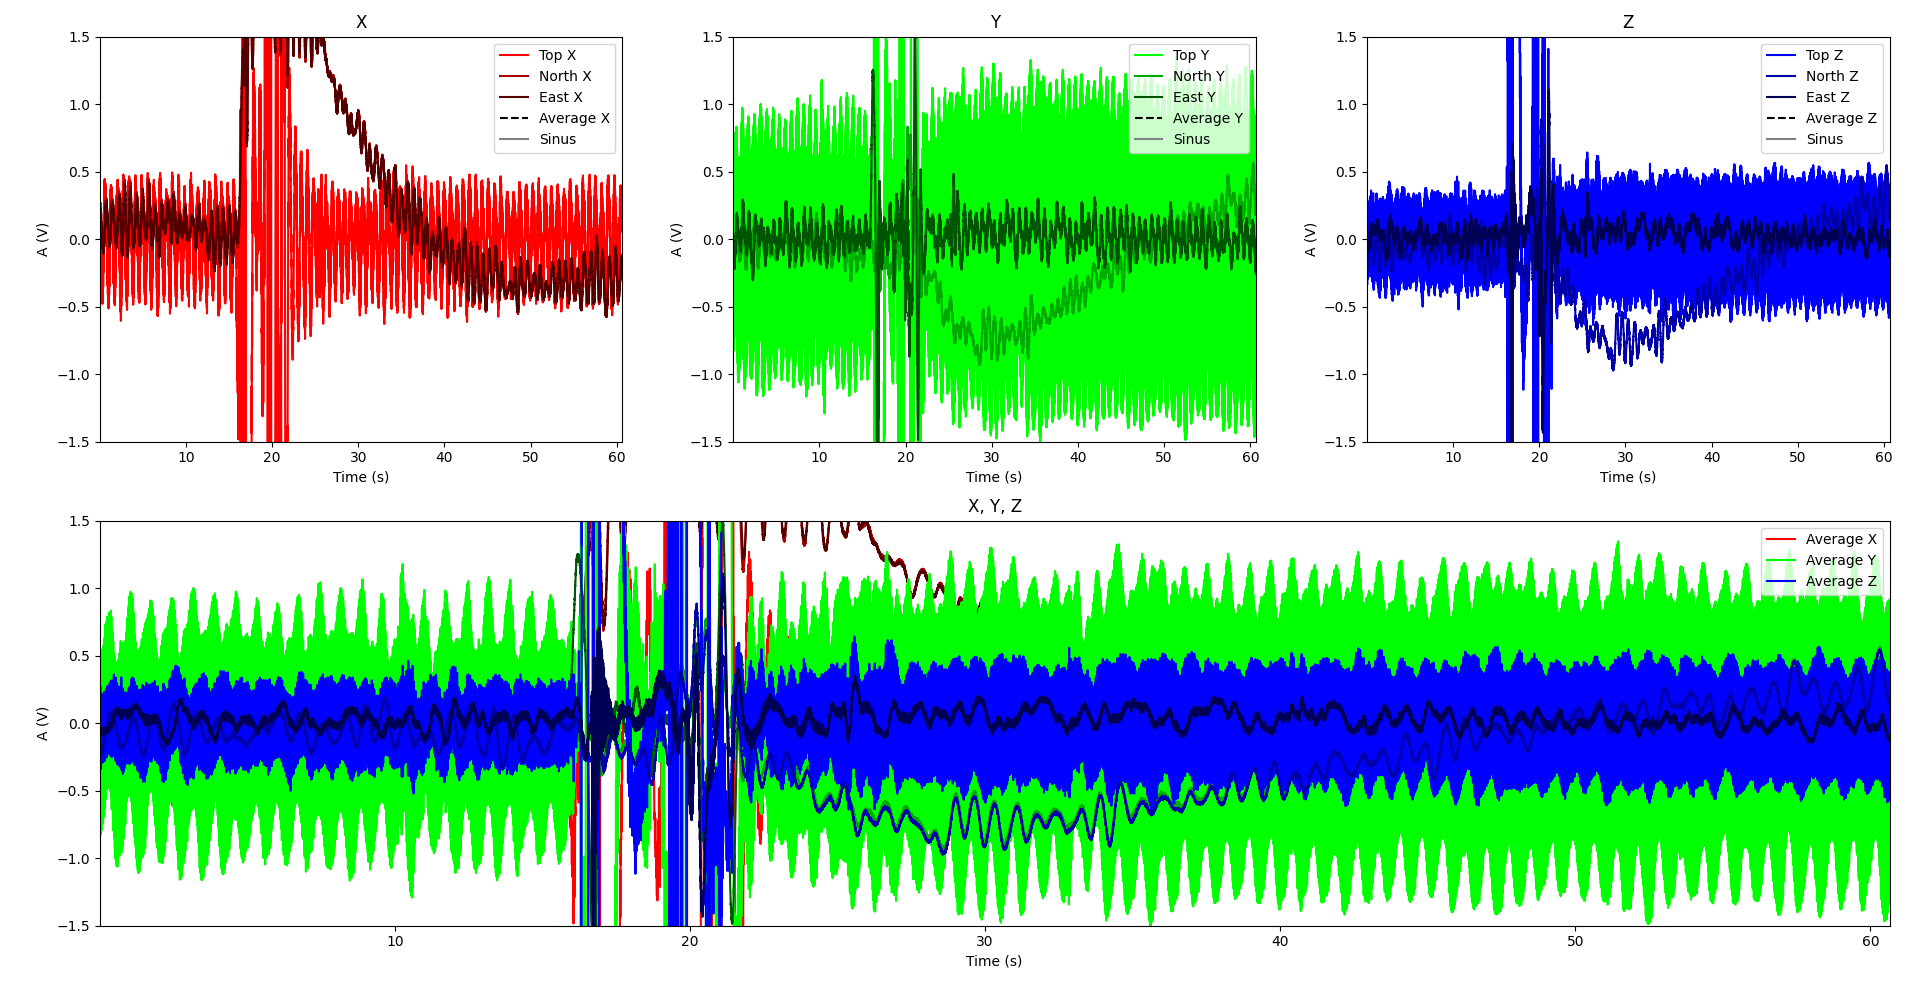 X
1.5
1.0
0.5
0.0
−0.5
−1.0
−1.5
A (V)
10 20 30 40 50 60
Time (s)
Top X
North X
East X
Average X
Sinus
Y
1.5
1.0
0.5
0.0
−0.5
−1.0
−1.5
A (V)
10 20 30 40 50 60
Time (s)
Top Y
North Y
East Y
Average Y
Sinus
Z
1.5
1.0
0.5
0.0
−0.5
−1.0
−1.5
A (V)
10 20 30 40 50 60
Time (s)
Top Z
North Z
East Z
Average Z
Sinus
X, Y, Z
1.5
1.0
0.5
0.0
−0.5
−1.0
−1.5
A (V)
10 20 30 40 50 60
Time (s)
Average X
Average Y
Average Z